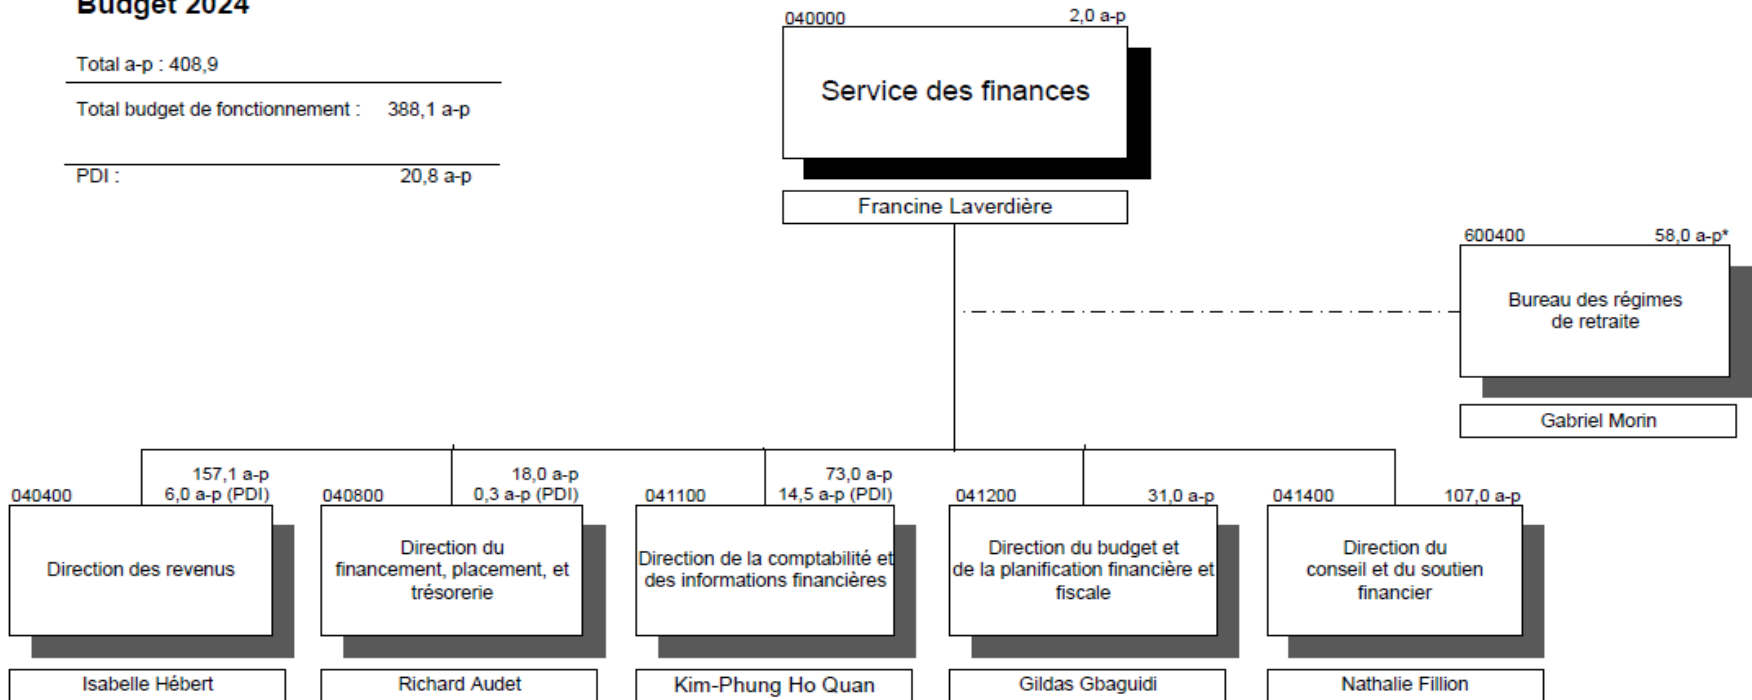 Budget 2024
Total a-p : 408,9
Total budget de fonctionnement : 388,1 a-p
PDI : 20,8 a-p
040000 2,0 a-p
Service des finances
Francine Laverdière
600400 58,0 a-p*
Bureau des régimes
de retraite
Gabriel Morin
040400
157,1 a-p
6,0 a-p (PDI)
Direction des revenus
Isabelle Hébert
040800
18,0 a-p
0,3 a-p (PDI)
Direction du
financement, placement, et
trésorerie
Richard Audet
041100
73,0 a-p
14,5 a-p (PDI)
Direction de la comptabilité et
des informations financières
Kim-Phung Ho Quan
041200 31,0 a-p
Direction du budget et
de la planification financière et
fiscale
Gildas Gbaguidi
041400 107,0 a-p
Direction du
conseil et du soutien
financier
Nathalie Fillion